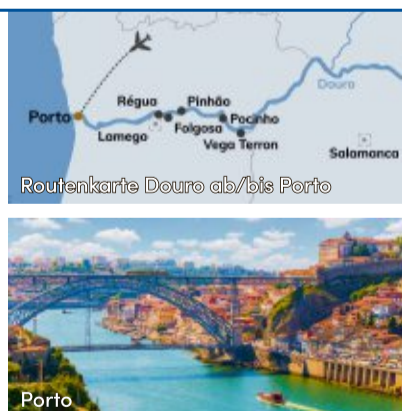 Douro
Régua
Pinhão
Porto
Folgosa
Pocinho
Lamego
Vega Terron
Salamanca
Routenkarte Douro ab/bis Porto
Porto